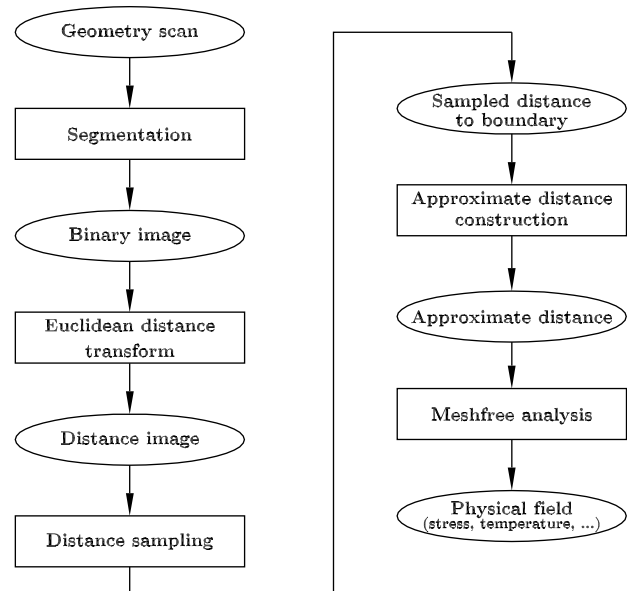 Geometry scan
Segmentation
Binary image
Euclidean distance
transform
Distance image
Distance sampling
Sampled distance
to boundary
Approximate distance
construction
Approximate distance
Meshfree analysis
Physical field
(stress, temperature, ...)